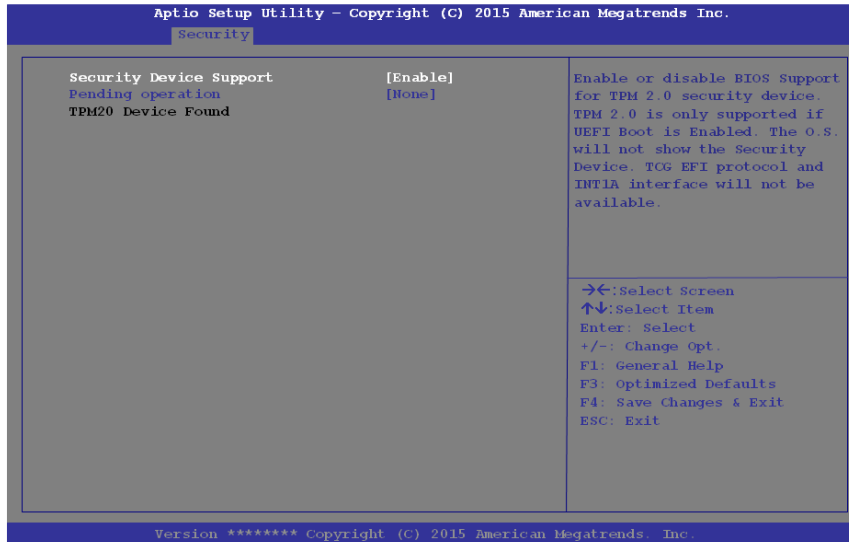 Aptio Setup Utility – Copyright (C) 2015 American Megatrends Inc.
Security
Security Device Support [Enable]
Pending operation [None]
TPM20 Device Found
Enable or disable BIOS Support
for TPM 2.0 security device.
TPM 2.0 is only supported if
UEFI Boot is Enabled. The O.S.
will not show the Security
Device. TCG EFI protocol and
INT1A interface will not be
available.
→←:Select Screen
↑↓:Select Item
Enter: Select
+/-: Change Opt.
F1: General Help
F3: Optimized Defaults
F4: Save Changes & Exit
ESC: Exit
Version ******** Copyright (C) 2015 American Megatrends. Inc.